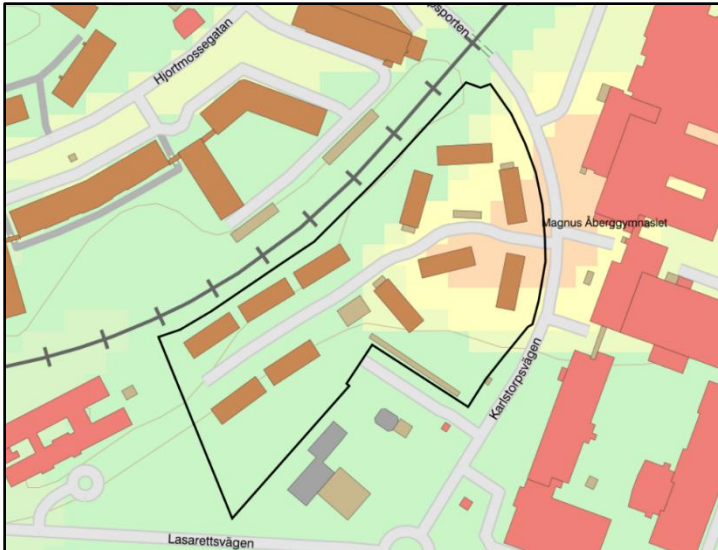 Hjortmossegatan
Magnus Åberggymnasiet
Karlstorpsvägen
Lasarettsvägen